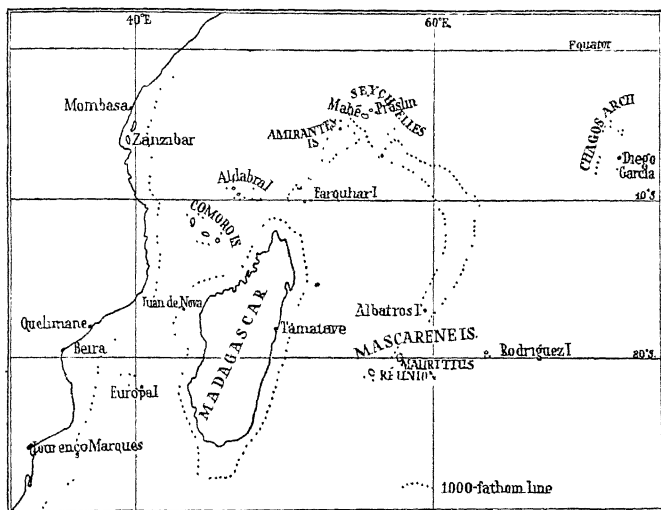 40°E
60°E.
Equator
SEYCHELLES
Mombasa
Mahé
Praslin
AMIRANTES
IS
CHAGOS ARCH
Zanzibar
Diego
Garcia
Aldabra I
Farquhar I
10°S
COMORO IS
Juan de Nova
Albatros I
Quelimane
Tamatave
MADAGASCAR
MASCARENE IS.
Beira
Rodriguez I
MAURITIUS
20°S.
REUNION
Europa I
Lourenço Marques
1000-fathom line